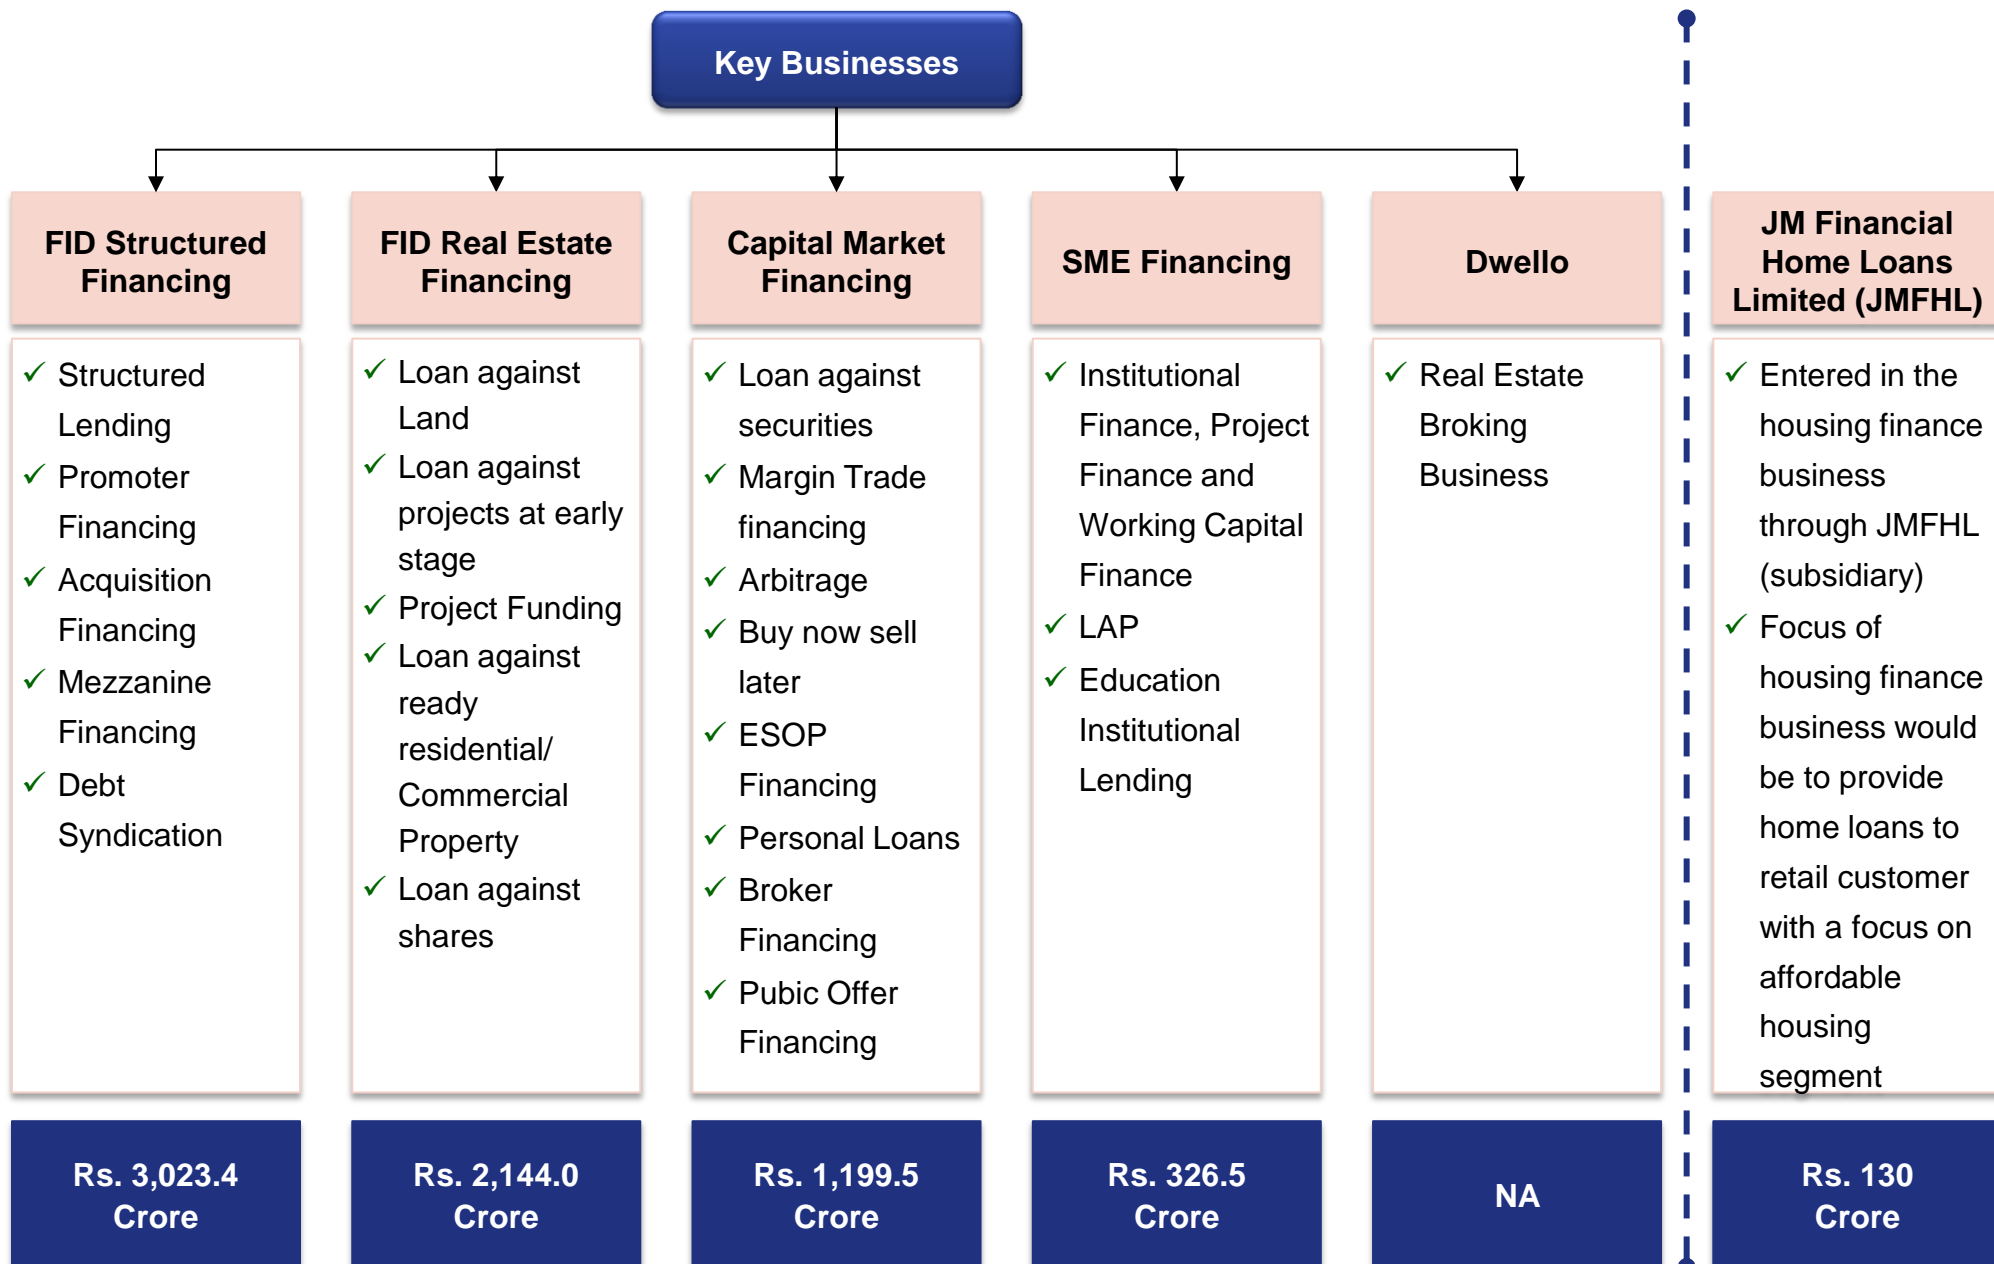 Key Businesses
FID Structured
Financing
Structured
Lending
Promoter
Financing
Acquisition
Financing
Mezzanine
Financing
Debt
Syndication
Rs. 3,023.4
Crore
FID Real Estate
Financing
Loan against
Land
Loan against
projects at early
stage
Project Funding
Loan against
ready
residential/
Commercial
Property
Loan against
shares
Rs. 2,144.0
Crore
Capital Market
Financing
Loan against
securities
Margin Trade
financing
Arbitrage
Buy now sell
later
ESOP
Financing
Personal Loans
Broker
Financing
Pubic Offer
Financing
Rs. 1,199.5
Crore
SME Financing
Institutional
Finance, Project
Finance and
Working Capital
Finance
LAP
Education
Institutional
Lending
Rs. 326.5
Crore
Dwello
Real Estate
Broking
Business
NA
JM Financial
Home Loans
Limited (JMFHL)
Entered in the
housing finance
business
through JMFHL
(subsidiary)
Focus of
housing finance
business would
be to provide
home loans to
retail customer
with a focus on
affordable
housing
segment
Rs. 130
Crore